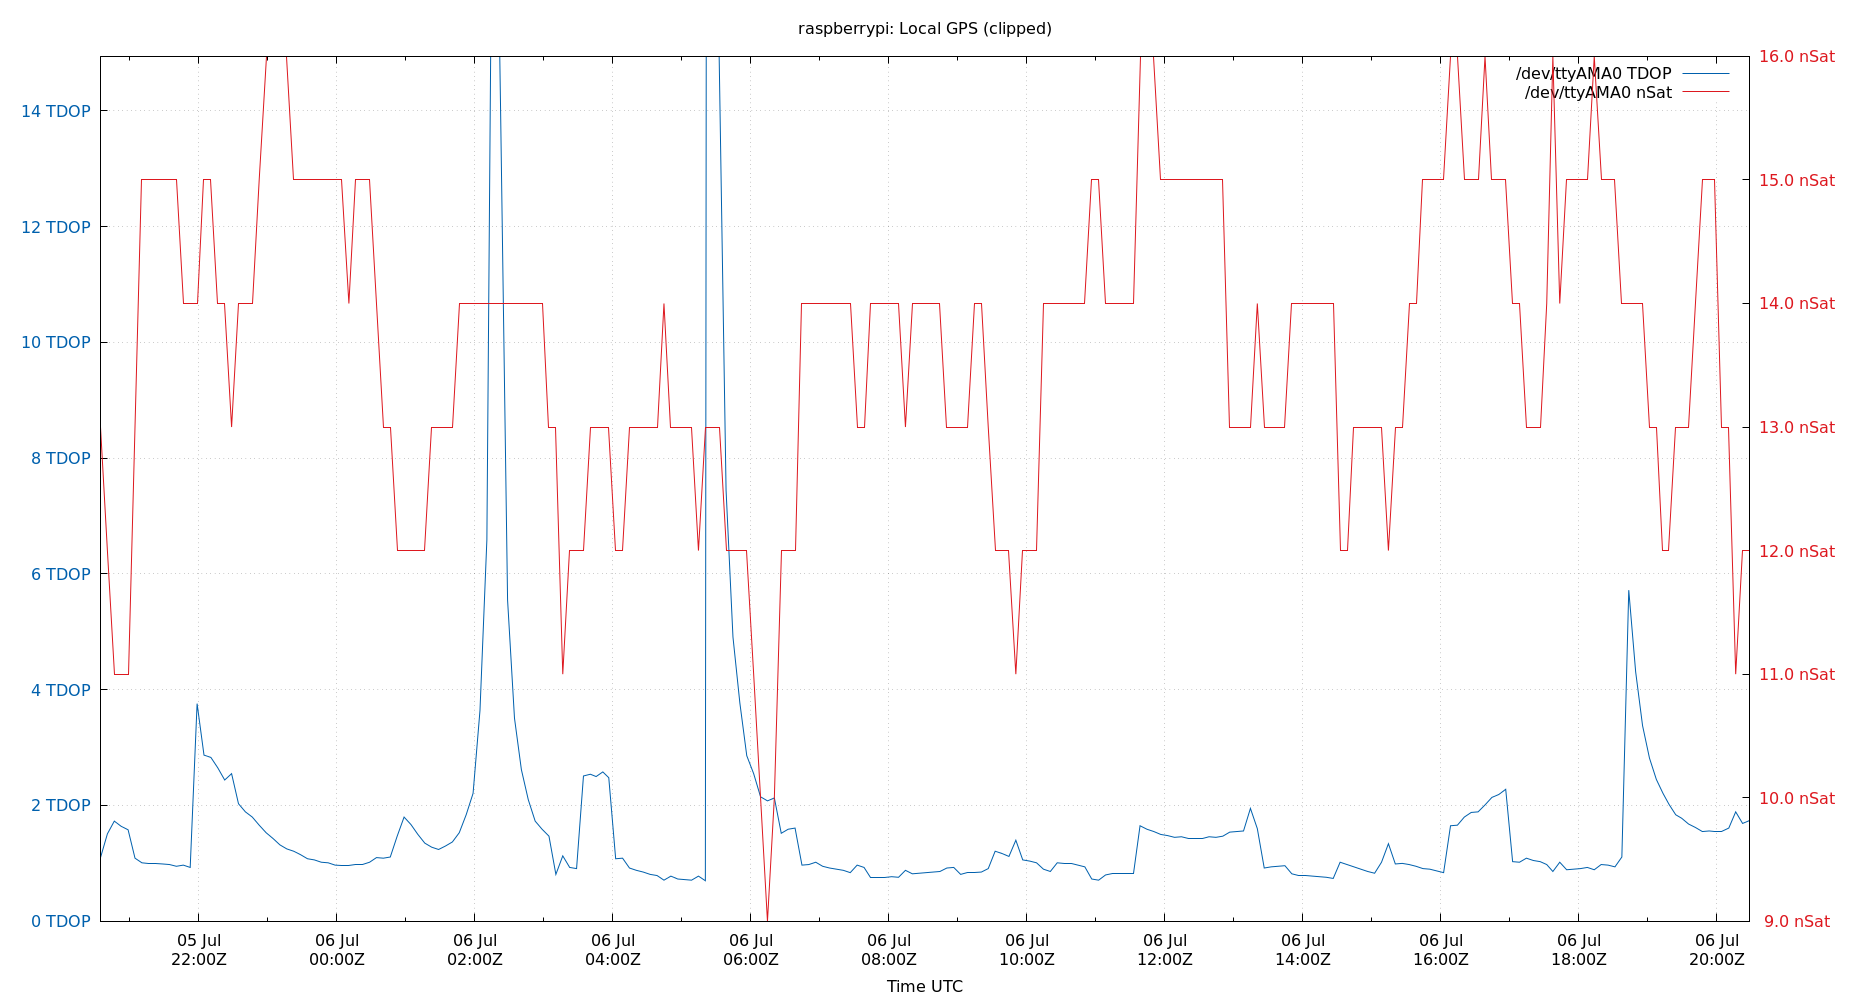 raspberrypi: Local GPS (clipped)
/dev/ttyAMA0 TDOP
/dev/ttyAMA0 nSat
14 TDOP
12 TDOP
10 TDOP
8 TDOP
6 TDOP
4 TDOP
2 TDOP
0 TDOP
16.0 nSat
15.0 nSat
14.0 nSat
13.0 nSat
12.0 nSat
11.0 nSat
10.0 nSat
9.0 nSat
05 Jul
22:00Z
06 Jul
00:00Z
06 Jul
02:00Z
06 Jul
04:00Z
06 Jul
06:00Z
06 Jul
08:00Z
06 Jul
10:00Z
06 Jul
12:00Z
06 Jul
14:00Z
06 Jul
16:00Z
06 Jul
18:00Z
06 Jul
20:00Z
Time UTC